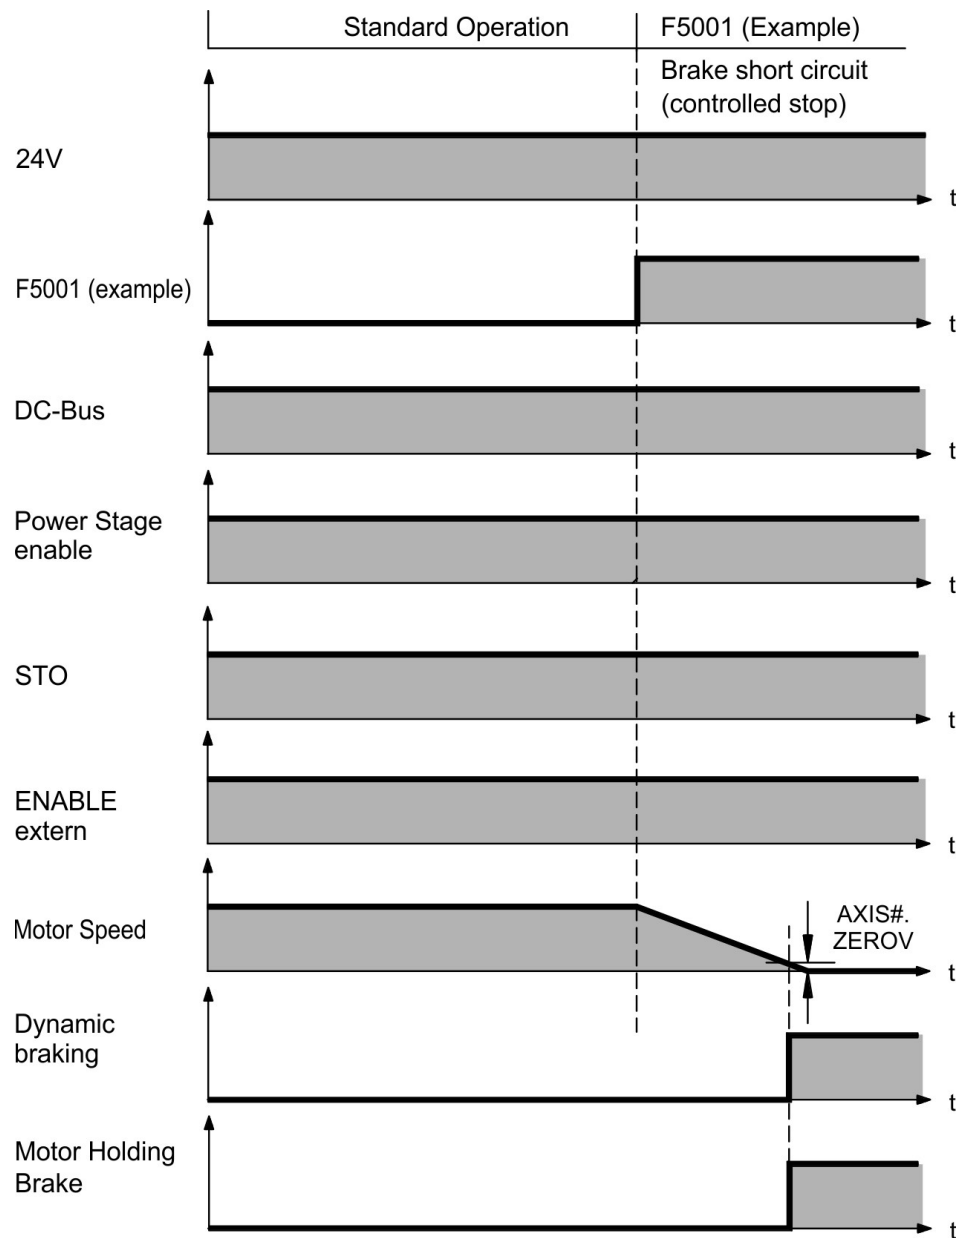 Standard Operation
F5001 (Example)
Brake short circuit
(controlled stop)
24V
t
F5001 (example)
t
DC-Bus
t
Power Stage
enable
t
STO
t
ENABLE
extern
t
Motor Speed
AXIS#.
ZEROV
t
Dynamic
braking
t
Motor Holding
Brake
t